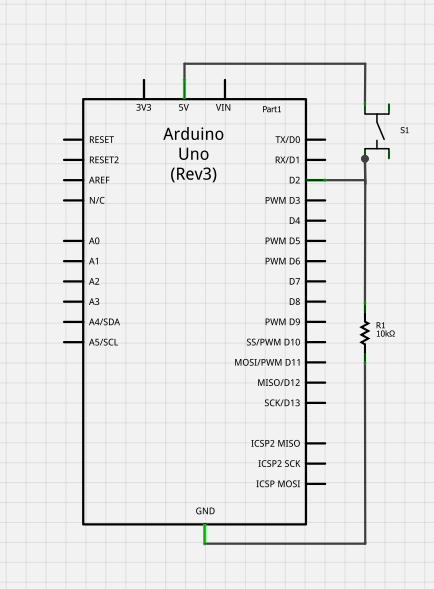 3V3 5V VIN Part1
Arduino
Uno
(Rev3)
S1
RESET TX/D0
RESET2 RX/D1
AREF D2
N/C PWM D3
D4
A0 PWM D5
A1 PWM D6
A2 D7
A3 D8
A4/SDA PWM D9
R1
10kΩ
A5/SCL SS/PWM D10
MOSI/PWM D11
MISO/D12
SCK/D13
ICSP2 MISO
ICSP2 SCK
ICSP MOSI
GND